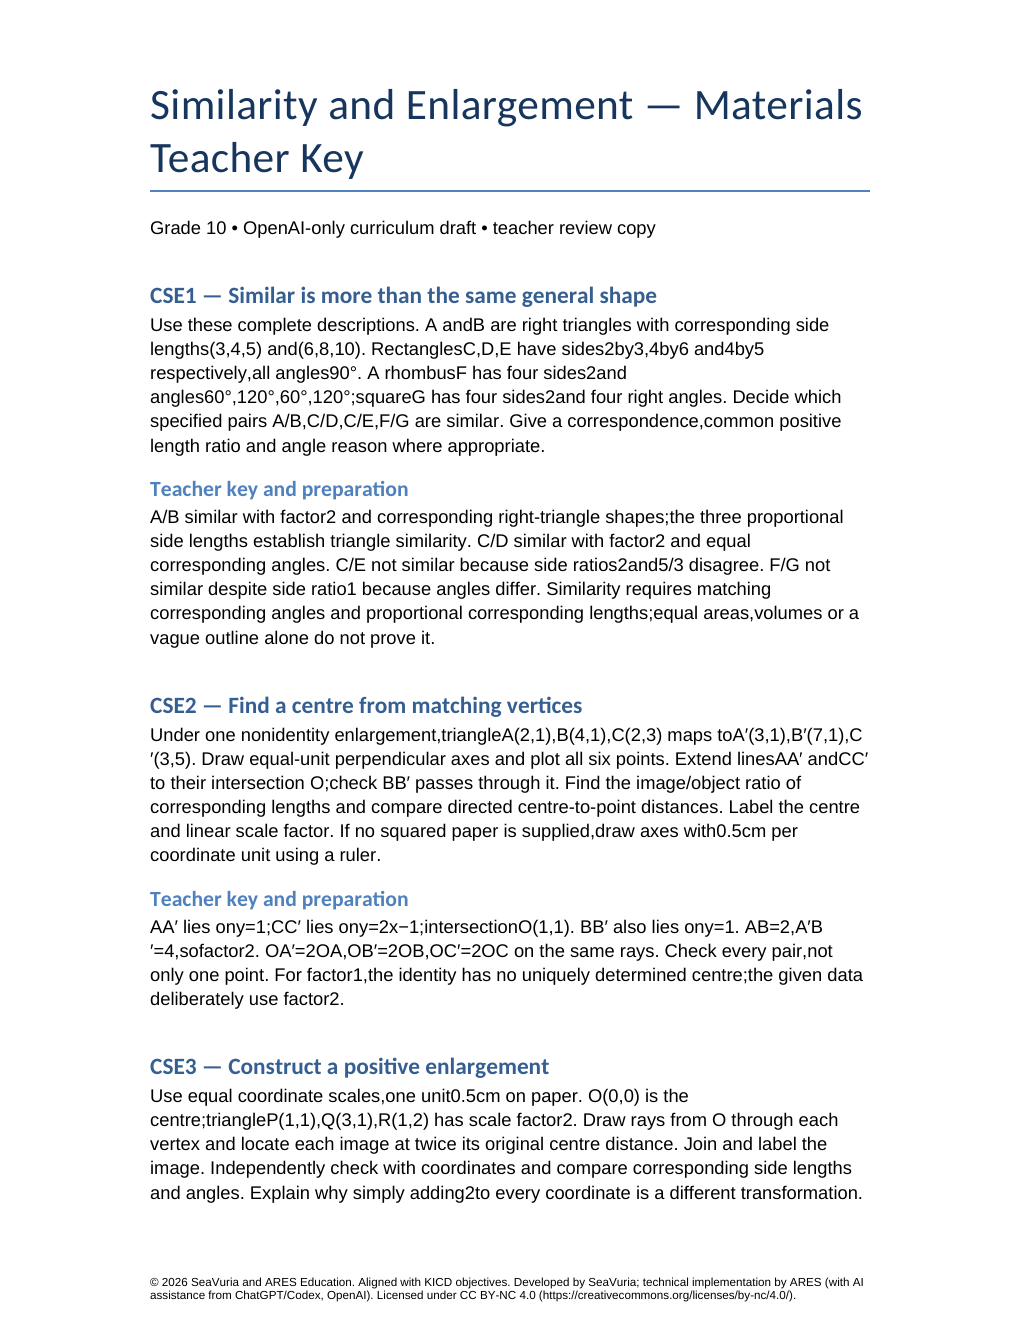 Similarity and Enlargement — Materials
Teacher Key
Grade 10 • OpenAI-only curriculum draft • teacher review copy
CSE1 — Similar is more than the same general shape
Use these complete descriptions. A andB are right triangles with corresponding side
lengths(3,4,5) and(6,8,10). RectanglesC,D,E have sides2by3,4by6 and4by5
respectively,all angles90°. A rhombusF has four sides2and
angles60°,120°,60°,120°;squareG has four sides2and four right angles. Decide which
specified pairs A/B,C/D,C/E,F/G are similar. Give a correspondence,common positive
length ratio and angle reason where appropriate.
Teacher key and preparation
A/B similar with factor2 and corresponding right-triangle shapes;the three proportional
side lengths establish triangle similarity. C/D similar with factor2 and equal
corresponding angles. C/E not similar because side ratios2and5/3 disagree. F/G not
similar despite side ratio1 because angles differ. Similarity requires matching
corresponding angles and proportional corresponding lengths;equal areas,volumes or a
vague outline alone do not prove it.
CSE2 — Find a centre from matching vertices
Under one nonidentity enlargement,triangleA(2,1),B(4,1),C(2,3) maps toA′(3,1),B′(7,1),C
′(3,5). Draw equal-unit perpendicular axes and plot all six points. Extend linesAA′ andCC′
to their intersection O;check BB′ passes through it. Find the image/object ratio of
corresponding lengths and compare directed centre-to-point distances. Label the centre
and linear scale factor. If no squared paper is supplied,draw axes with0.5cm per
coordinate unit using a ruler.
Teacher key and preparation
AA′ lies ony=1;CC′ lies ony=2x−1;intersectionO(1,1). BB′ also lies ony=1. AB=2,A′B
′=4,sofactor2. OA′=2OA,OB′=2OB,OC′=2OC on the same rays. Check every pair,not
only one point. For factor1,the identity has no uniquely determined centre;the given data
deliberately use factor2.
CSE3 — Construct a positive enlargement
Use equal coordinate scales,one unit0.5cm on paper. O(0,0) is the
centre;triangleP(1,1),Q(3,1),R(1,2) has scale factor2. Draw rays from O through each
vertex and locate each image at twice its original centre distance. Join and label the
image. Independently check with coordinates and compare corresponding side lengths
and angles. Explain why simply adding2to every coordinate is a different transformation.
© 2026 SeaVuria and ARES Education. Aligned with KICD objectives. Developed by SeaVuria; technical implementation by ARES (with AI
assistance from ChatGPT/Codex, OpenAI). Licensed under CC BY-NC 4.0 (https://creativecommons.org/licenses/by-nc/4.0/).